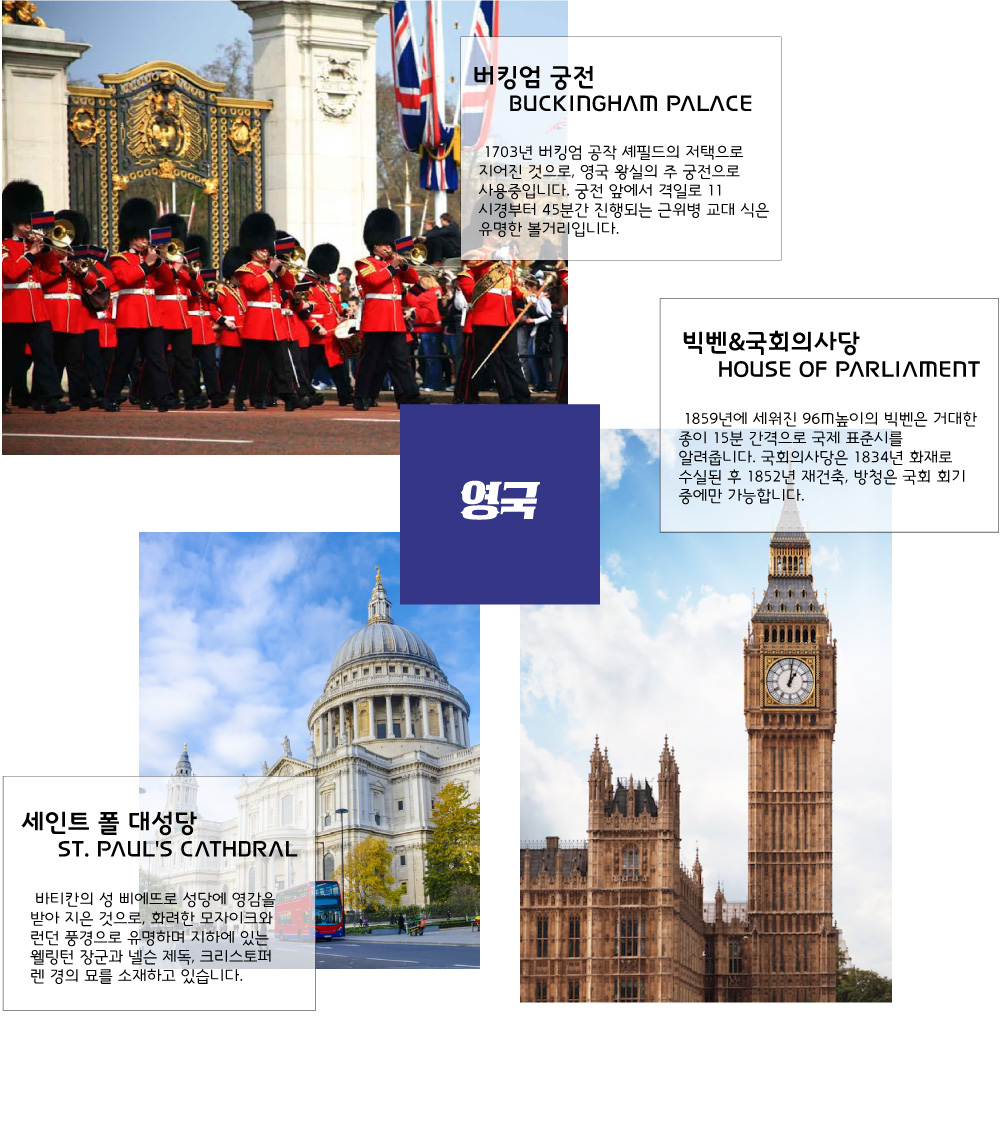 버킹엄 궁전
BUCKINGHAM PALACE
1703년 버킹엄 공작 셰필드의 저택으로
지어진 것으로, 영국 왕실의 주 궁전으로
사용중입니다. 궁전 앞에서 격일로 11
시경부터 45분간 진행되는 근위병 교대 식은
유명한 볼거리입니다.
빅벤&국회의사당
HOUSE OF PARLIAMENT
1859년에 세워진 96M높이의 빅벤은 거대한
종이 15분 간격으로 국제 표준시를
알려줍니다. 국회의사당은 1834년 화재로
수실된 후 1852년 재건축, 방청은 국회 회기
중에만 가능합니다.
영국
세인트 폴 대성당
ST. PAUL'S CATHDRAL
바티칸의 성 삐에뜨로 성당에 영감을
받아 지은 것으로, 화려한 모자이크와
런던 풍경으로 유명하며 지하에 있는
웰링턴 장군과 넬슨 제독, 크리스토퍼
렌 경의 묘를 소재하고 있습니다.